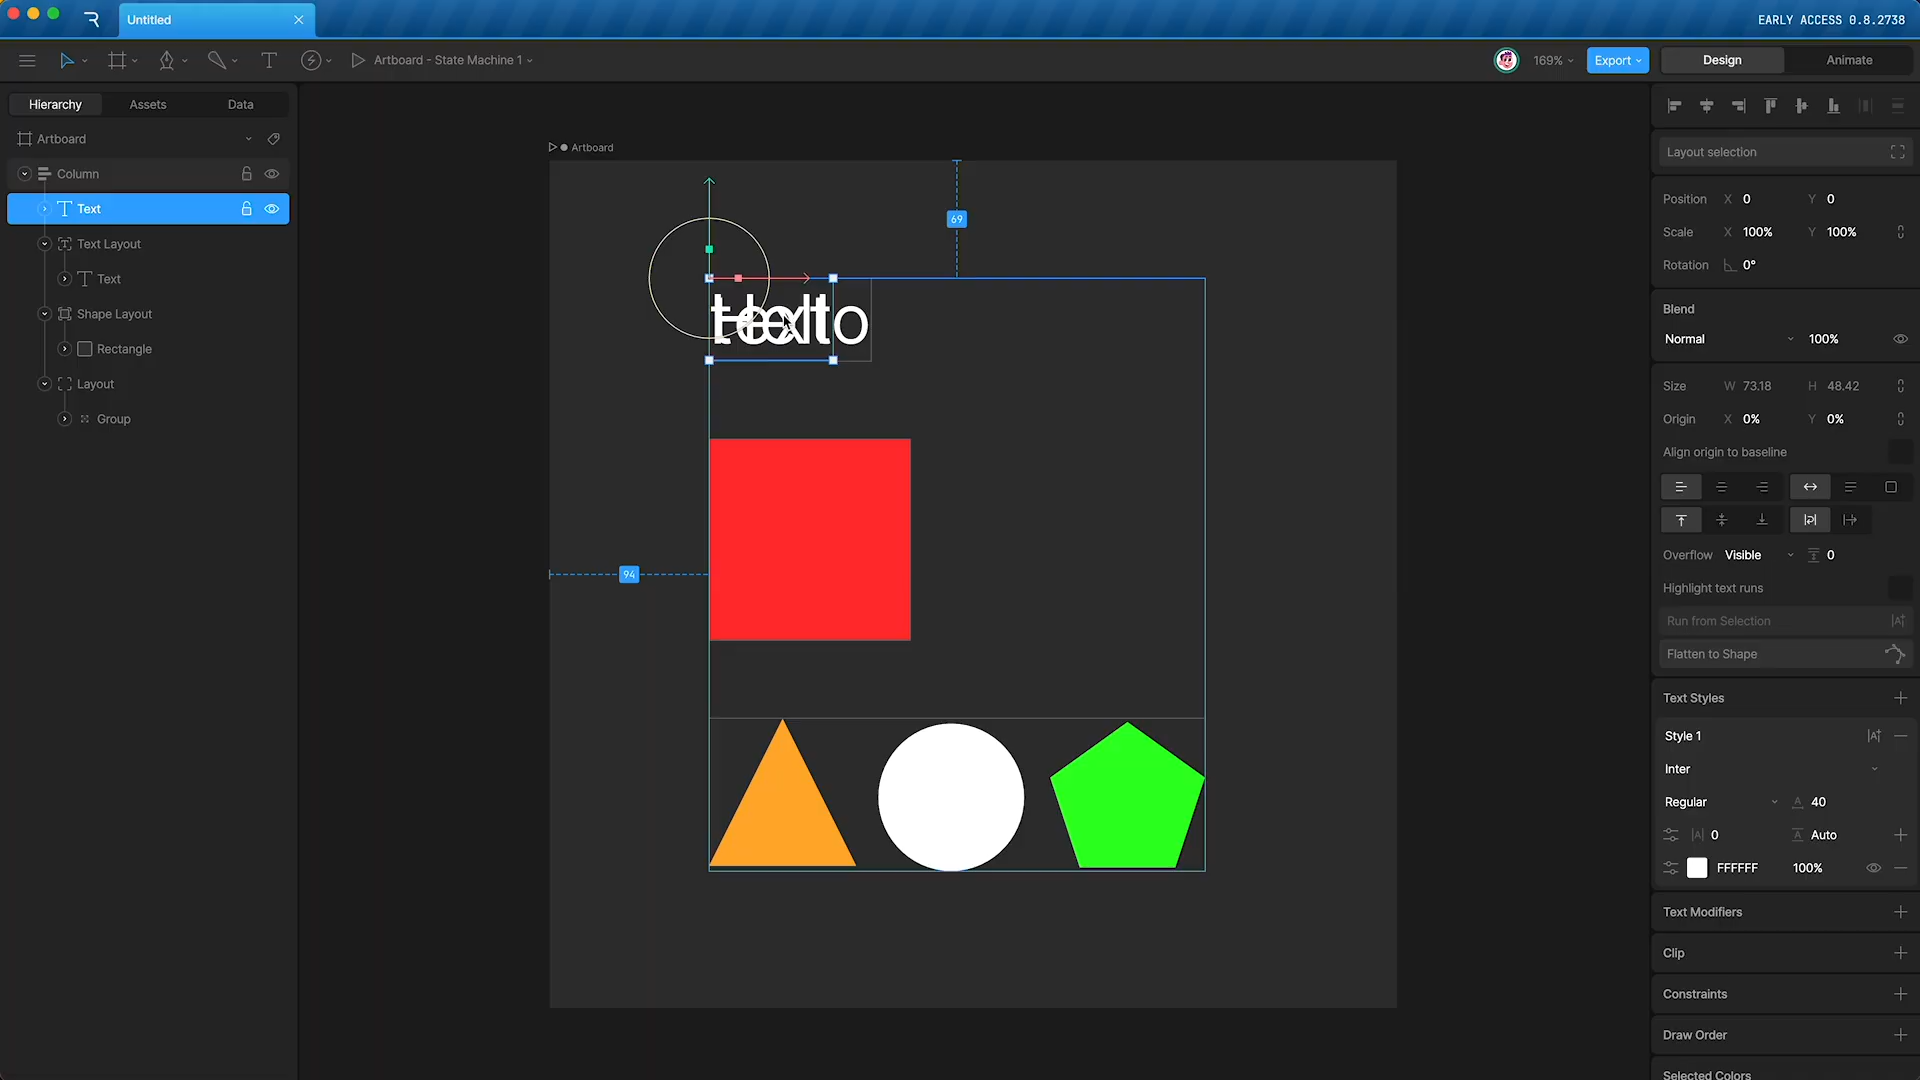 Untitled
EARLY ACCESS 0.8.2738
Artboard - State Machine 1
169%
Export
Design
Animate
Hierarchy
Assets
Data
Artboard
Column
Text
Text Layout
Text
Shape Layout
Rectangle
Layout
Group
Artboard
69
94
Layout selection
Position X 0 Y 0
Scale X 100% Y 100%
Rotation 0°
Blend
Normal 100%
Size W 73.18 H 48.42
Origin X 0% Y 0%
Align origin to baseline
Overflow Visible 0
Highlight text runs
Run from Selection
Flatten to Shape
Text Styles
Style 1
Inter
Regular 40
0 Auto
FFFFFF 100%
Text Modifiers
Clip
Constraints
Draw Order
Selected Colors